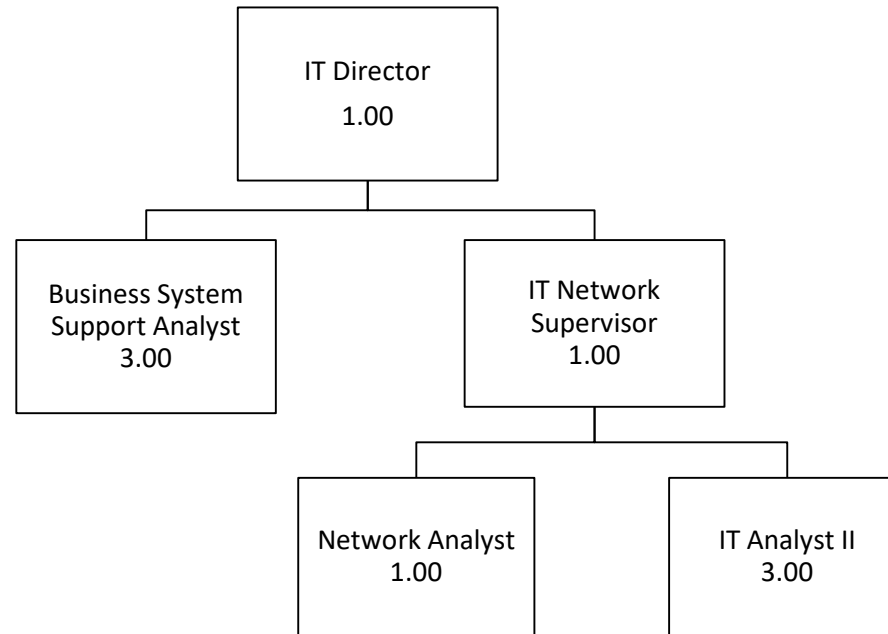 IT Director
1.00
Business System
Support Analyst
3.00
IT Network
Supervisor
1.00
Network Analyst
1.00
IT Analyst II
3.00